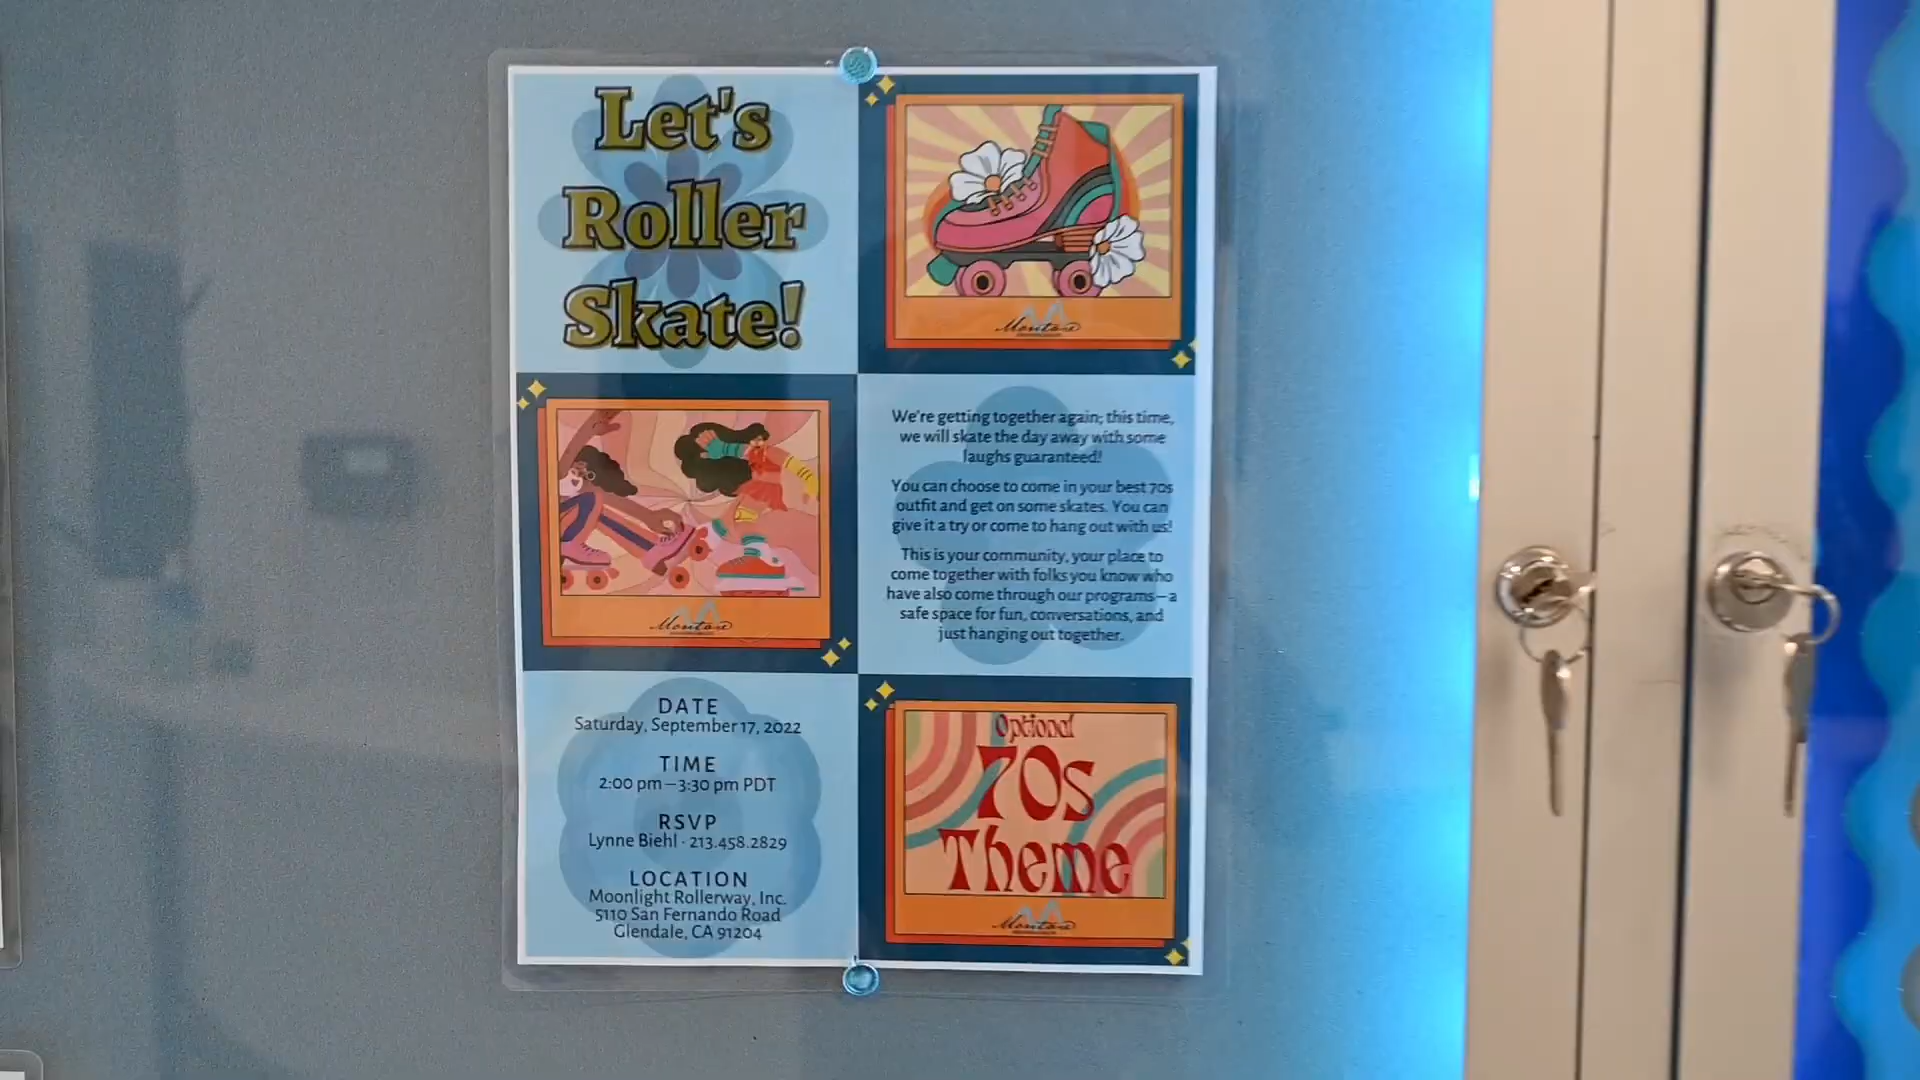 Let's
Roller
Skate!
Montare
Montare
We're getting together again; this time,
we will skate the day away with some
laughs guaranteed!
You can choose to come in your best 70s
outfit and get on some skates. You can
give it a try or come to hang out with us!
This is your community, your place to
come together with folks you know who
have also come through our programs—a
safe space for fun, conversations, and
just hanging out together.
DATE
Saturday, September 17, 2022
TIME
2:00 pm – 3:30 pm PDT
RSVP
Lynne Biehl · 213.458.2829
LOCATION
Moonlight Rollerway, Inc.
5110 San Fernando Road
Glendale, CA 91204
Optional
70s
Theme
Montare